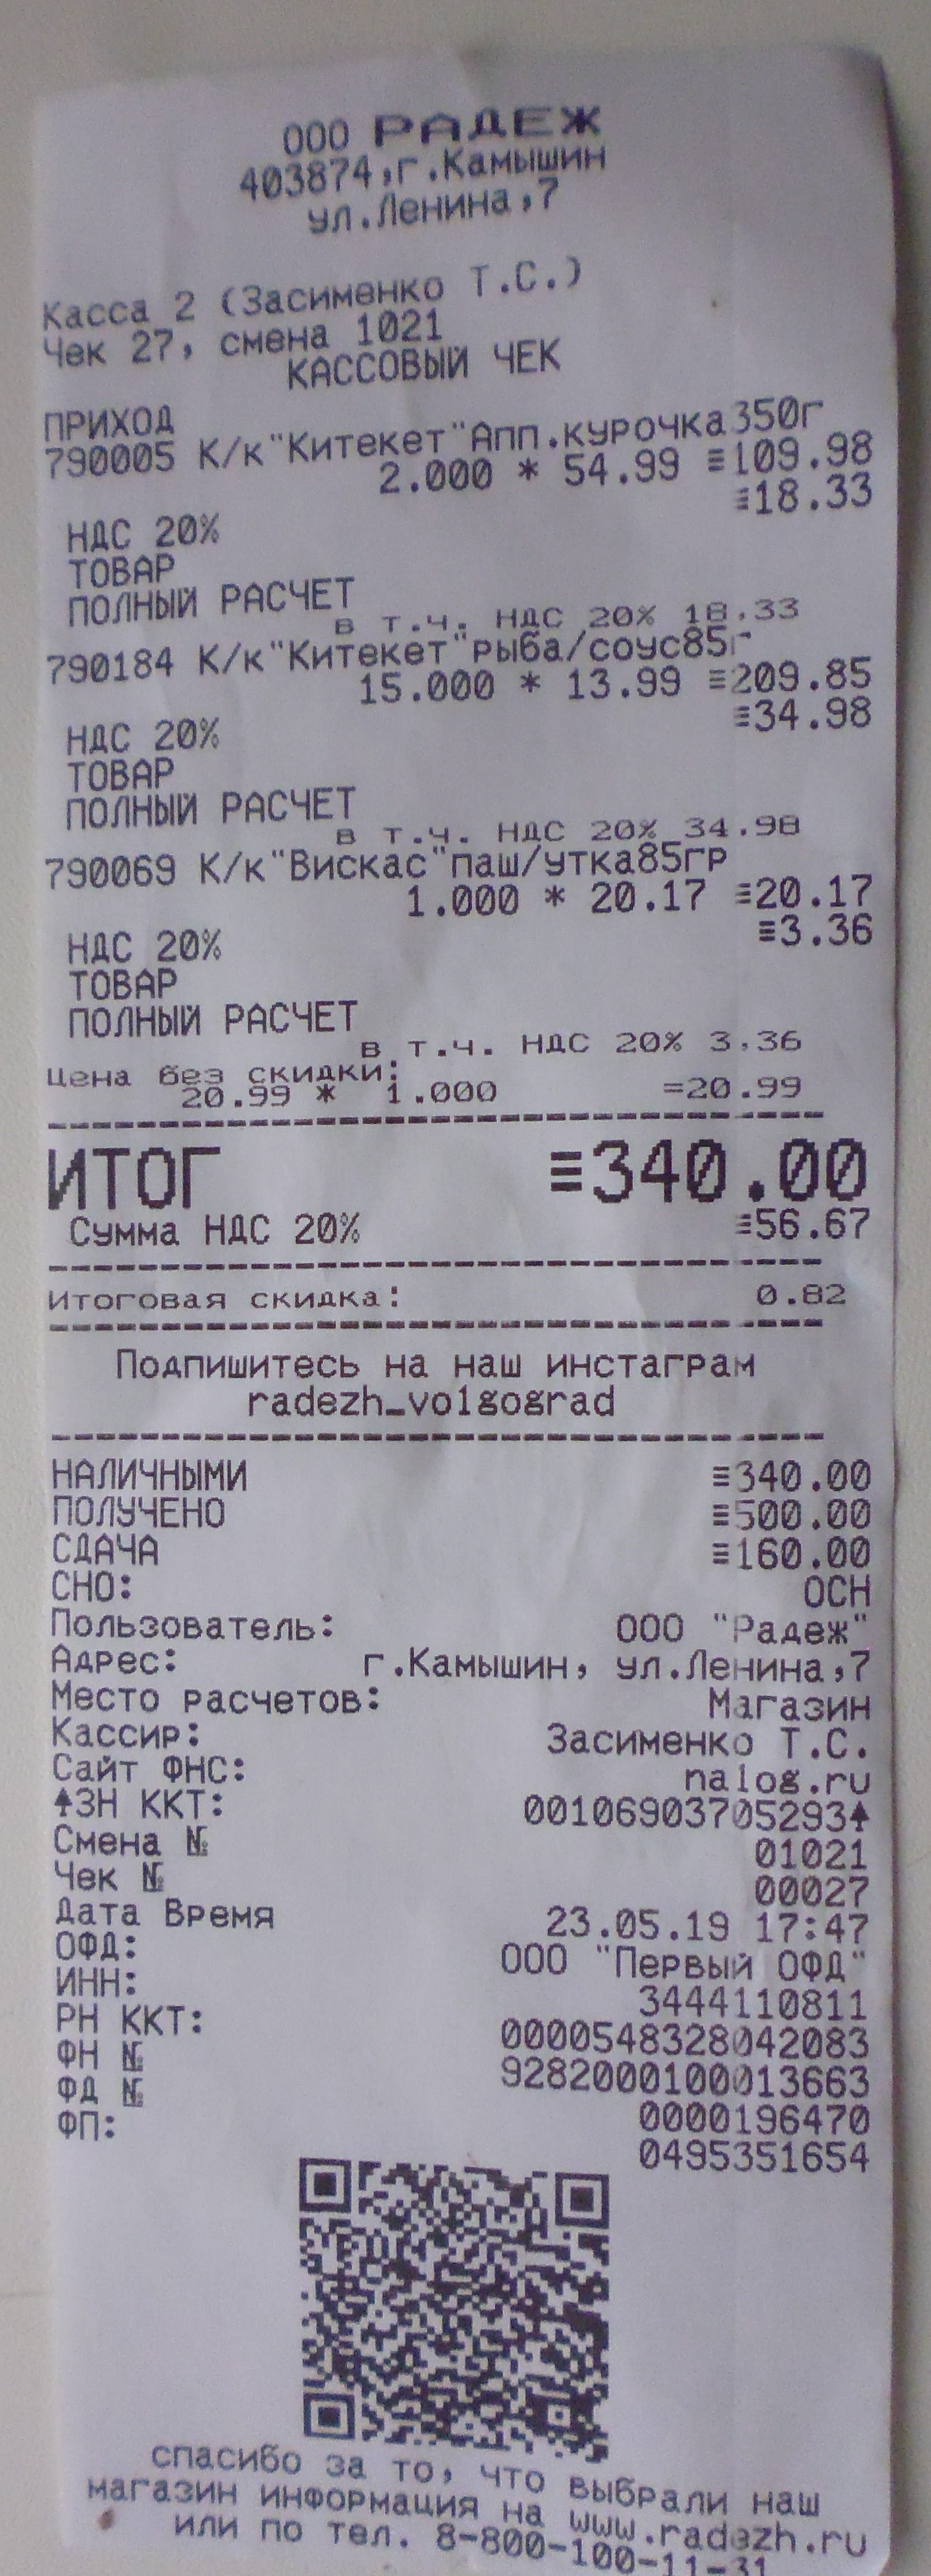 ООО РАДЕЖ
403874,г.Камышин
ул.Ленина,7
Касса 2 (Засименко Т.С.)
Чек 27, смена 1021
КАССОВЫЙ ЧЕК
ПРИХОД
790005 К/к"Китекет"Апп.курочка350г
2.000 * 54.99 ≡109.98
≡18.33
НДС 20%
ТОВАР
ПОЛНЫЙ РАСЧЕТ
в т.ч. НДС 20% 18.33
790184 К/к"Китекет"рыба/соус85г
15.000 * 13.99 ≡209.85
≡34.98
НДС 20%
ТОВАР
ПОЛНЫЙ РАСЧЕТ
в т.ч. НДС 20% 34.98
790069 К/к"Вискас"паш/утка85гр
1.000 * 20.17 ≡20.17
≡3.36
НДС 20%
ТОВАР
ПОЛНЫЙ РАСЧЕТ
в т.ч. НДС 20% 3.36
Цена без скидки:
20.99 * 1.000 =20.99
ИТОГ ≡340.00
Сумма НДС 20% ≡56.67
Итоговая скидка: 0.82
Подпишитесь на наш инстаграм
radezh_volgograd
НАЛИЧНЫМИ ≡340.00
ПОЛУЧЕНО ≡500.00
СДАЧА ≡160.00
СНО: ОСН
Пользователь: ООО "Радеж"
Адрес: г.Камышин, ул.Ленина,7
Место расчетов: Магазин
Кассир: Засименко Т.С.
Сайт ФНС: nalog.ru
↑ЗН ККТ: 00106903705293↑
Смена № 01021
Чек № 00027
Дата Время 23.05.19 17:47
ОФД: ООО "Первый ОФД"
ИНН: 3444110811
РН ККТ: 0000548328042083
ФН № 9282000100013663
ФД № 0000196470
ФП: 0495351654
спасибо за то, что выбрали наш
магазин информация на www.radezh.ru
или по тел. 8-800-100-11-31